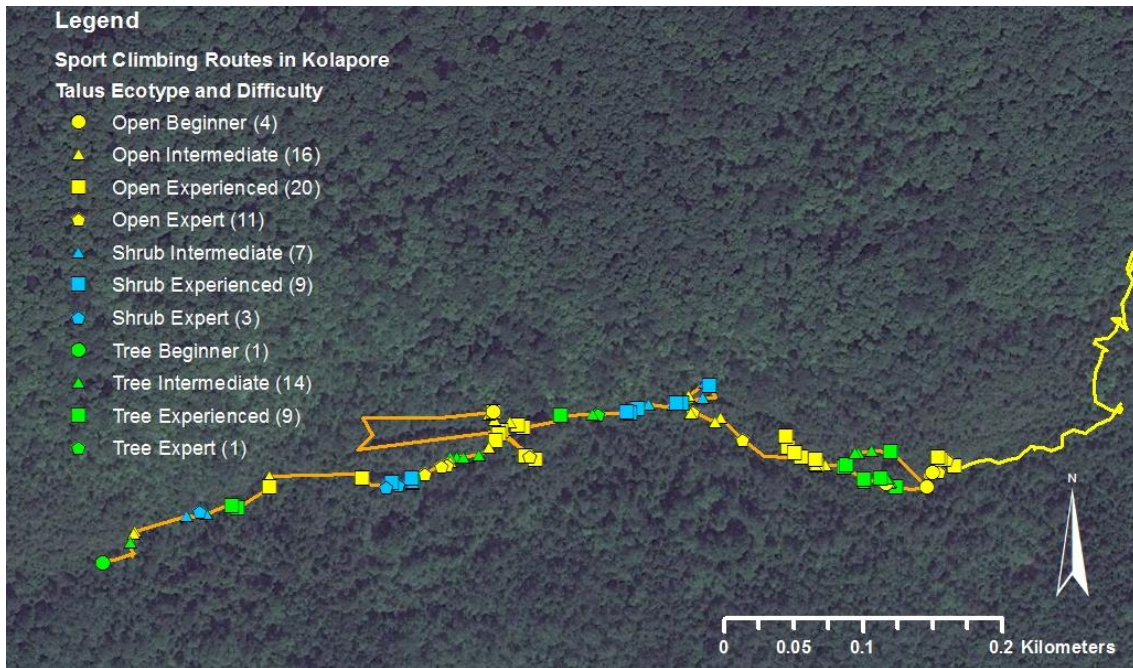 Legend
Sport Climbing Routes in Kolapore
Talus Ecotype and Difficulty
Open Beginner (4)
Open Intermediate (16)
Open Experienced (20)
Open Expert (11)
Shrub Intermediate (7)
Shrub Experienced (9)
Shrub Expert (3)
Tree Beginner (1)
Tree Intermediate (14)
Tree Experienced (9)
Tree Expert (1)
N
0 0.05 0.1 0.2 Kilometers